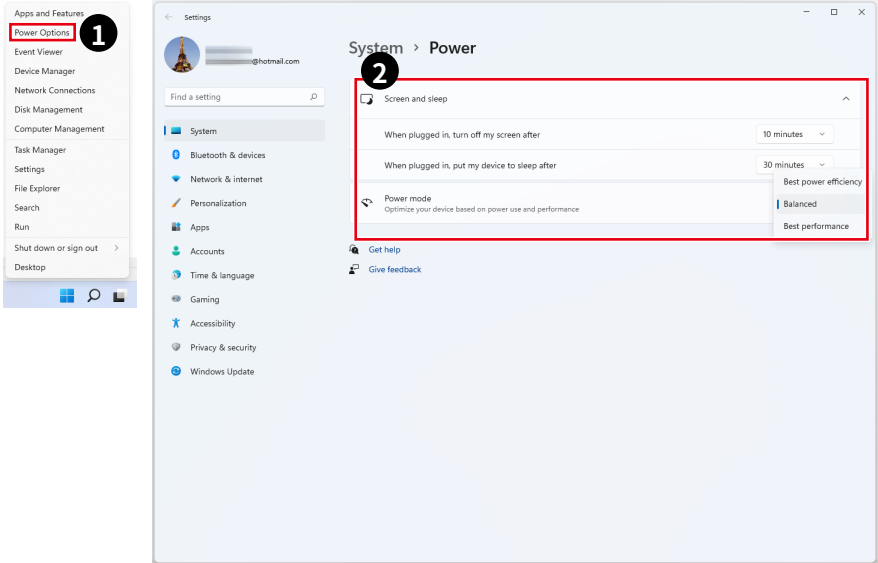 Apps and Features
Power Options
1
Event Viewer
Device Manager
Network Connections
Disk Management
Computer Management
Task Manager
Settings
File Explorer
Search
Run
Shut down or sign out
Desktop
Settings
@hotmail.com
Find a setting
System
Bluetooth & devices
Network & internet
Personalization
Apps
Accounts
Time & language
Gaming
Accessibility
Privacy & security
Windows Update
System > Power
2
Screen and sleep
When plugged in, turn off my screen after 10 minutes
When plugged in, put my device to sleep after 30 minutes
Power mode
Optimize your device based on power use and performance
Best power efficiency
Balanced
Best performance
Get help
Give feedback